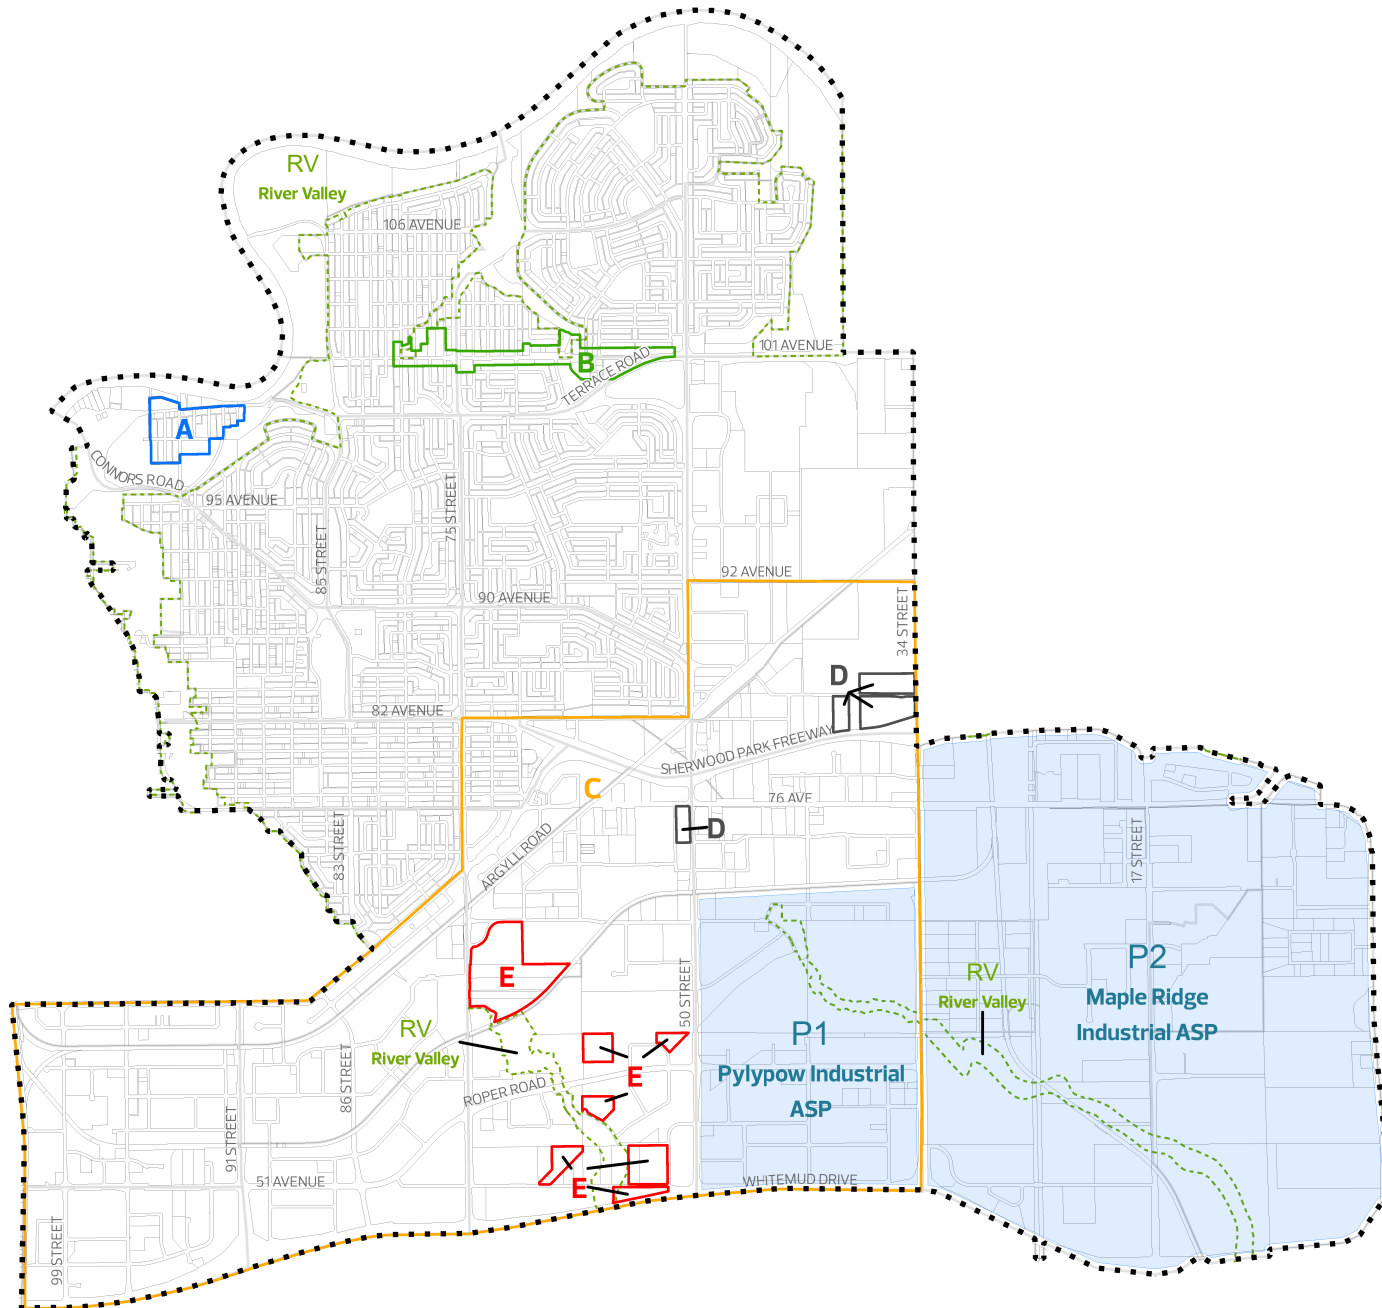 RV
River Valley
106 AVENUE
101 AVENUE
B
TERRACE ROAD
A
CONNORS ROAD
95 AVENUE
75 STREET
85 STREET
92 AVENUE
90 AVENUE
34 STREET
D
82 AVENUE
SHERWOOD PARK FREEWAY
C
76 AVE
D
ARGYLL ROAD
83 STREET
17 STREET
P2
Maple Ridge
Industrial ASP
RV
River Valley
E
50 STREET
RV
River Valley
P1
Pylypow Industrial
ASP
E
86 STREET
ROPER ROAD
91 STREET
51 AVENUE
E
WHITEMUD DRIVE
99 STREET